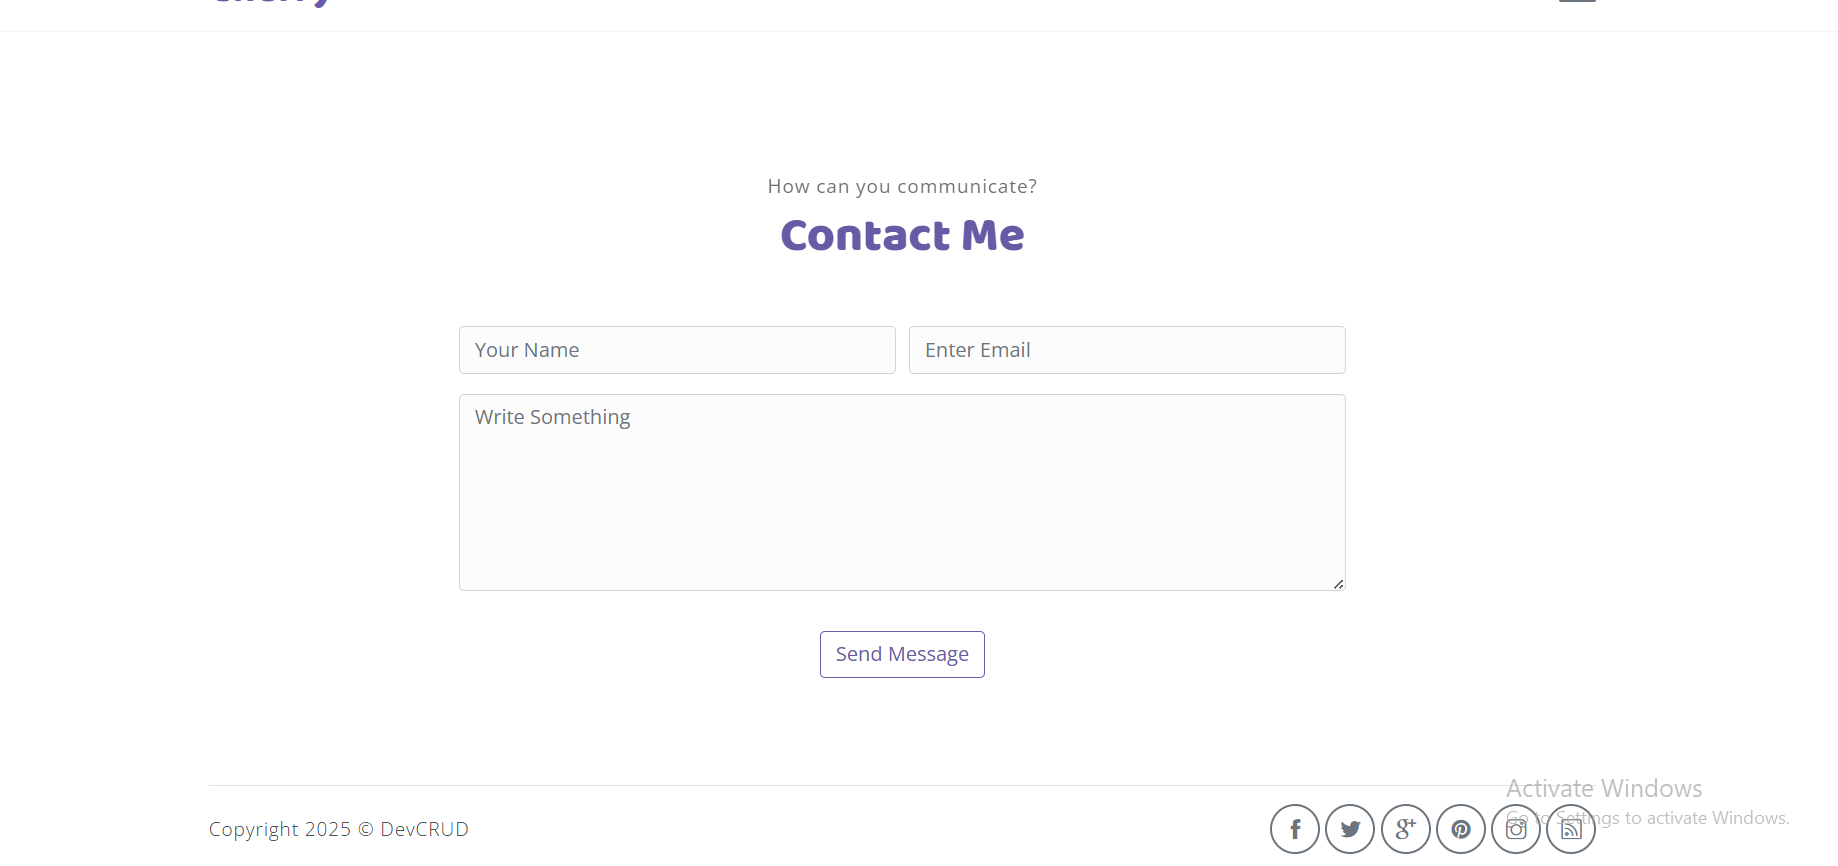 How can you communicate?
Contact Me
Your Name
Enter Email
Write Something
Send Message
Activate Windows
Go to Settings to activate Windows.
Copyright 2025 © DevCRUD